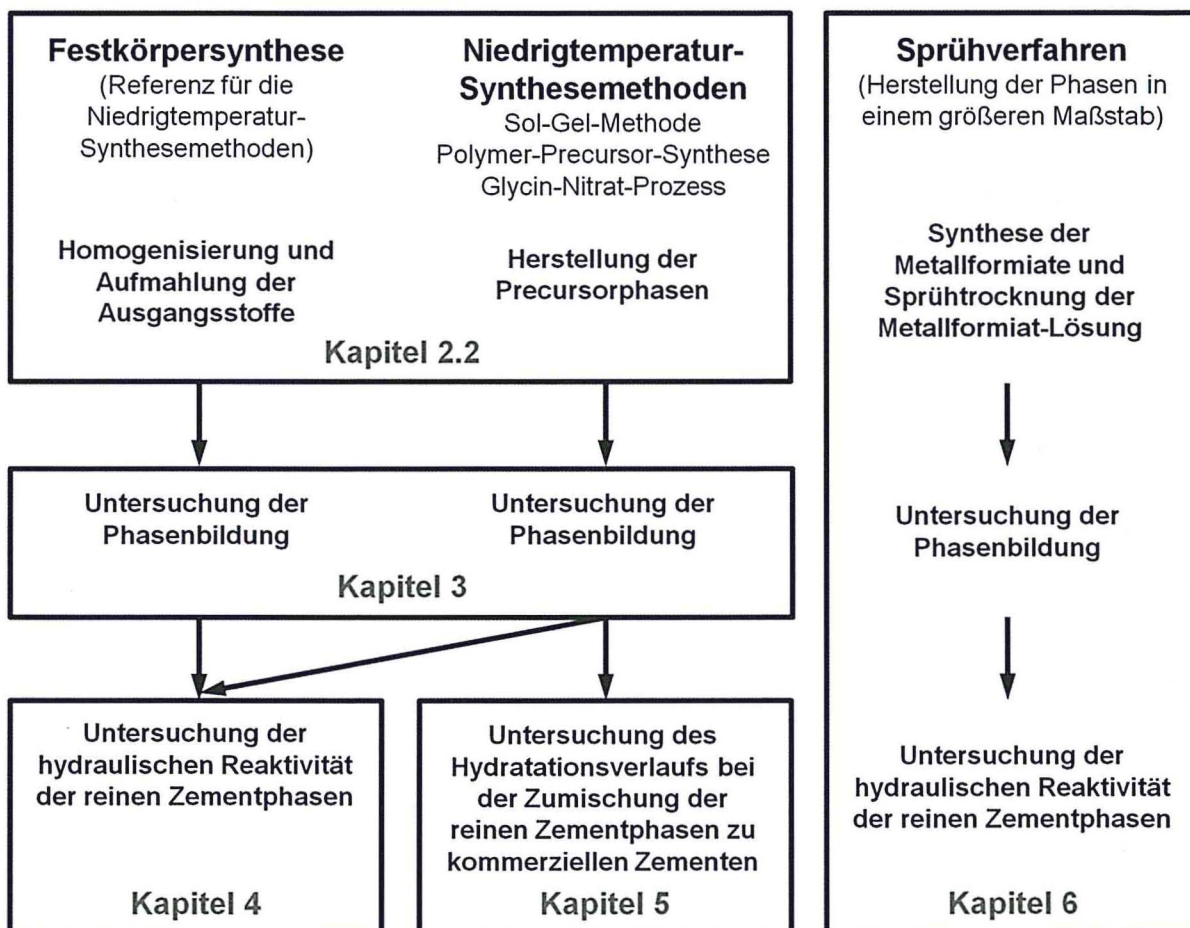 Festkörpersynthese
(Referenz für die
Niedrigtemperatur-
Synthesemethoden)
Homogenisierung und
Aufmahlung der
Ausgangsstoffe
Niedrigtemperatur-
Synthesemethoden
Sol-Gel-Methode
Polymer-Precursor-Synthese
Glycin-Nitrat-Prozess
Herstellung der
Precursorphasen
Kapitel 2.2
Untersuchung der
Phasenbildung
Untersuchung der
Phasenbildung
Kapitel 3
Untersuchung der
hydraulischen Reaktivität
der reinen Zementphasen
Kapitel 4
Untersuchung des
Hydratationsverlaufs bei
der Zumischung der
reinen Zementphasen zu
kommerziellen Zementen
Kapitel 5
Sprühverfahren
(Herstellung der Phasen in
einem größeren Maßstab)
Synthese der
Metallformiate und
Sprühtrocknung der
Metallformiat-Lösung
Untersuchung der
Phasenbildung
Untersuchung der
hydraulischen Reaktivität
der reinen Zementphasen
Kapitel 6